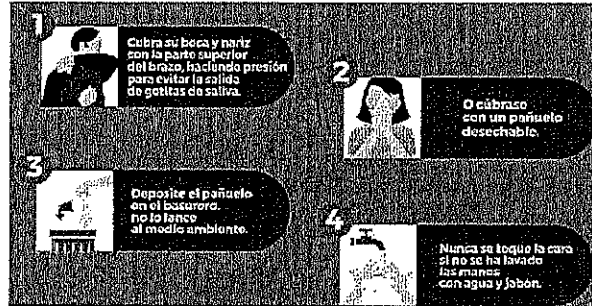 1
Cubra su boca y nariz
con la parte superior
del brazo, haciendo presión
para evitar la salida
de gotitas de saliva.
2
O cúbrase
con un pañuelo
desechable.
3
Deposite el pañuelo
en el basurero,
no lo lance
al medio ambiente.
4
Nunca se toque la cara
si no se ha lavado
las manos
con agua y jabón.